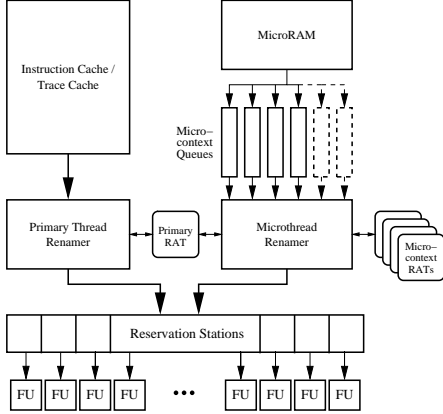 MicroRAM
Instruction Cache /
Trace Cache
Micro−
context
Queues
Primary Thread
Renamer
Primary
RAT
Microthread
Renamer
Micro−
context
RATs
Reservation Stations
FU FU FU FU ••• FU FU FU FU